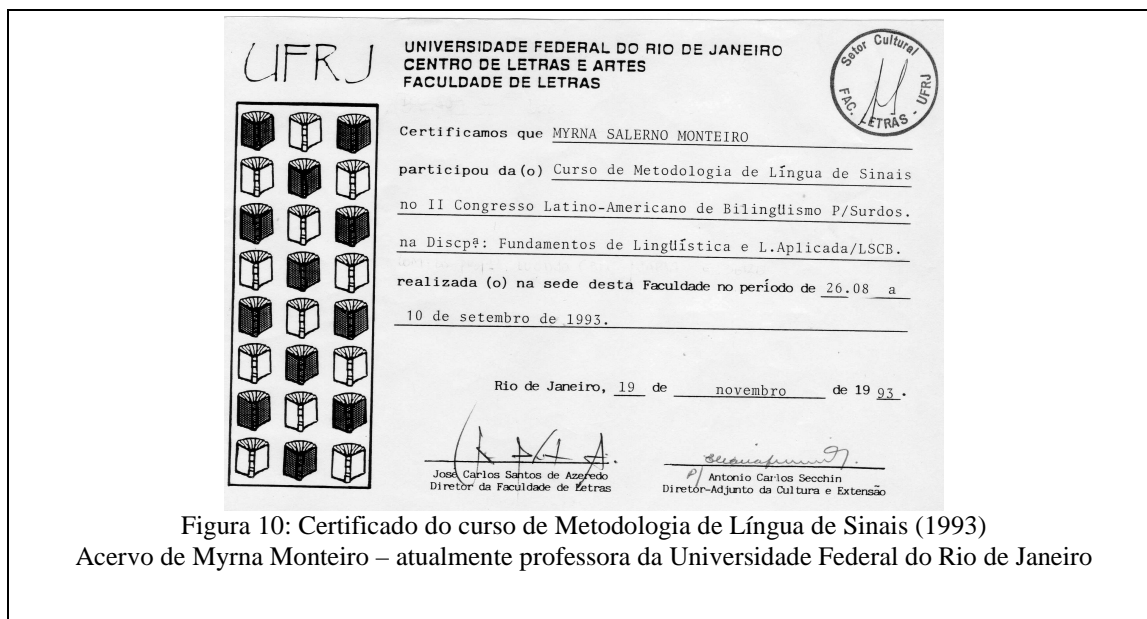 UFRJ
UNIVERSIDADE FEDERAL DO RIO DE JANEIRO
CENTRO DE LETRAS E ARTES
FACULDADE DE LETRAS
Setor Cultural
FAC. LETRAS - UFRJ
Certificamos que MYRNA SALERNO MONTEIRO
participou da(o) Curso de Metodologia de Língua de Sinais
no II Congresso Latino-Americano de Bilingüismo P/Surdos.
na Discpª: Fundamentos de Lingüística e L.Aplicada/LSCB.
realizada (o) na sede desta Faculdade no período de 26.08 a
10 de setembro de 1993.
Rio de Janeiro, 19 de novembro de 19 93.
José Carlos Santos de Azeredo
Diretor da Faculdade de Letras
P/ Antonio Carlos Secchin
Diretor-Adjunto da Cultura e Extensão
Figura 10: Certificado do curso de Metodologia de Língua de Sinais (1993)
Acervo de Myrna Monteiro – atualmente professora da Universidade Federal do Rio de Janeiro